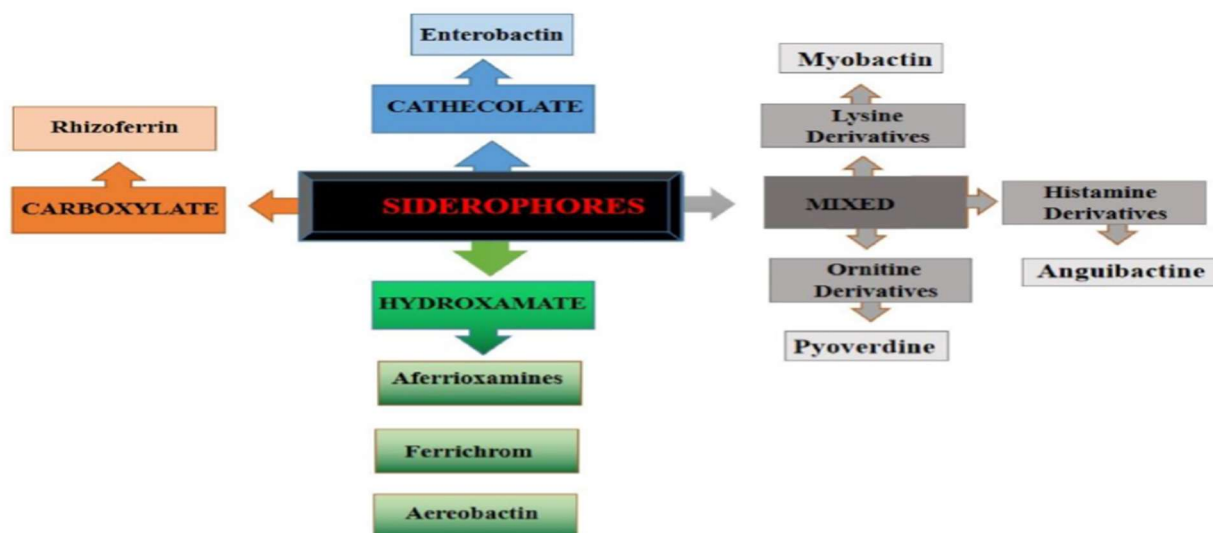 Enterobactin
CATHECOLATE
Rhizoferrin
CARBOXYLATE
SIDEROPHORES
HYDROXAMATE
Aferrioxamines
Ferrichrom
Aereobactin
Myobactin
Lysine
Derivatives
MIXED
Histamine
Derivatives
Anguibactine
Ornitine
Derivatives
Pyoverdine